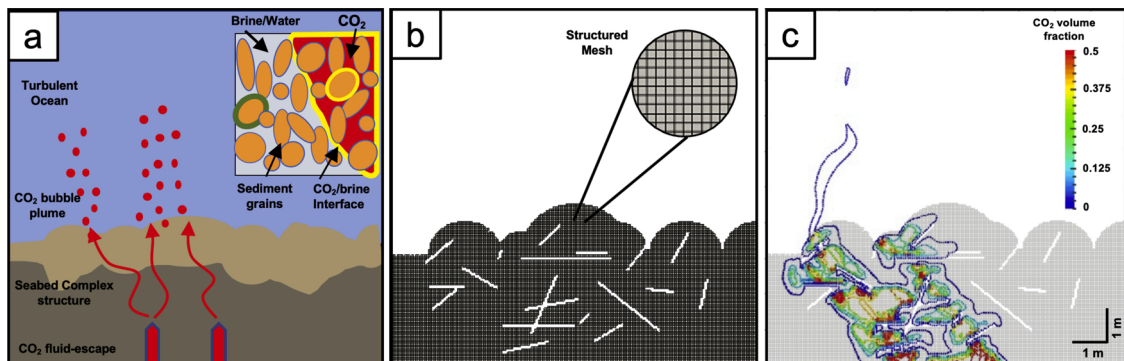 a
Brine/Water
CO₂
Turbulent
Ocean
CO₂ bubble
plume
Sediment
grains
CO₂/brine
Interface
Seabed Complex
structure
CO₂ fluid-escape
b
Structured
Mesh
c
CO₂ volume
fraction
0.5
0.375
0.25
0.125
0
1 m
1 m